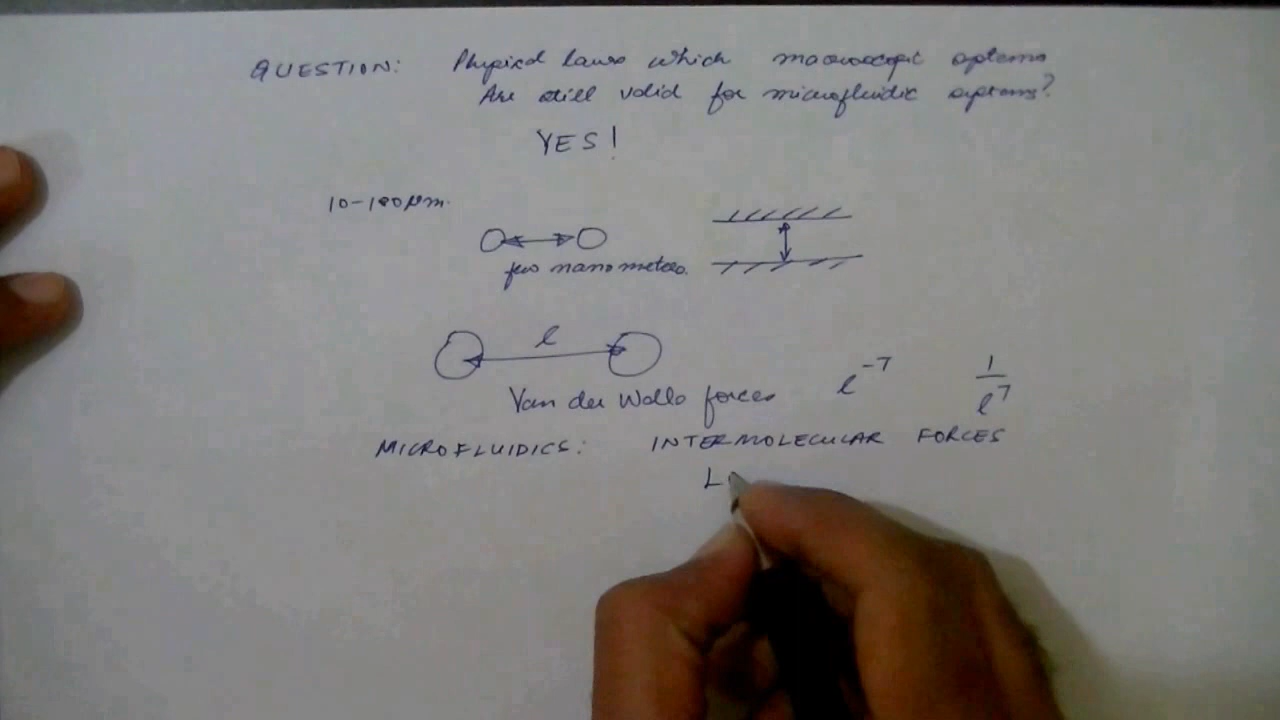 QUESTION: Physical laws which macroscopic systems
Are still valid for microfluidic systems?
YES!
10-100 μm.
few nanometers.
l
Van der Walls forces l⁻⁷ 1/l⁷
MICROFLUIDICS: INTERMOLECULAR FORCES
L